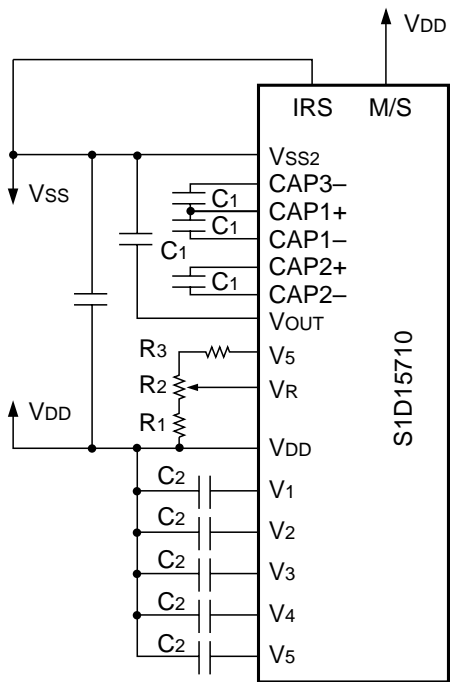 VDD
IRS M/S
VSS2
CAP3–
C1
CAP1+
VSS
C1
CAP1–
C1
CAP2+
C1
CAP2–
VOUT
R3
V5
R2
VR
VDD
R1
VDD
C2
V1
C2
V2
C2
V3
C2
V4
C2
V5
S1D15710